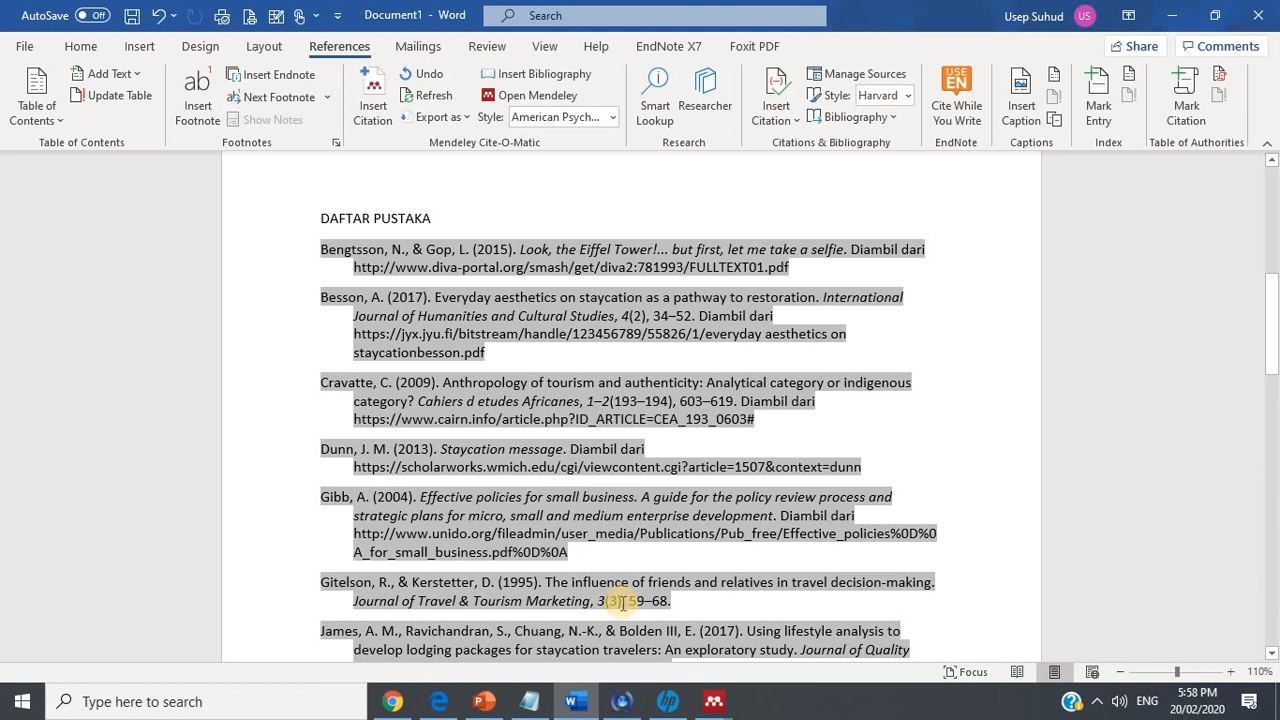 AutoSave Off Document1 - Word Search Usep Suhud US
File Home Insert Design Layout References Mailings Review View Help EndNote X7 Foxit PDF Share Comments
Table of Contents
Add Text
Update Table
Table of Contents
ab
Insert Footnote
Insert Endnote
Next Footnote
Show Notes
Footnotes
Insert Citation
Undo
Refresh
Export as
Insert Bibliography
Open Mendeley
Style: American Psych...
Mendeley Cite-O-Matic
Smart Lookup
Researcher
Research
Insert Citation
Manage Sources
Style: Harvard
Bibliography
Citations & Bibliography
USE EN
Cite While You Write
EndNote
Insert Caption
Captions
Mark Entry
Index
Mark Citation
Table of Authorities
DAFTAR PUSTAKA
Bengtsson, N., & Gop, L. (2015). Look, the Eiffel Tower!... but first, let me take a selfie. Diambil dari
http://www.diva-portal.org/smash/get/diva2:781993/FULLTEXT01.pdf
Besson, A. (2017). Everyday aesthetics on staycation as a pathway to restoration. International
Journal of Humanities and Cultural Studies, 4(2), 34–52. Diambil dari
https://jyx.jyu.fi/bitstream/handle/123456789/55826/1/everyday aesthetics on
staycationbesson.pdf
Cravatte, C. (2009). Anthropology of tourism and authenticity: Analytical category or indigenous
category? Cahiers d etudes Africanes, 1–2(193–194), 603–619. Diambil dari
https://www.cairn.info/article.php?ID_ARTICLE=CEA_193_0603#
Dunn, J. M. (2013). Staycation message. Diambil dari
https://scholarworks.wmich.edu/cgi/viewcontent.cgi?article=1507&context=dunn
Gibb, A. (2004). Effective policies for small business. A guide for the policy review process and
strategic plans for micro, small and medium enterprise development. Diambil dari
http://www.unido.org/fileadmin/user_media/Publications/Pub_free/Effective_policies%0D%0
A_for_small_business.pdf%0D%0A
Gitelson, R., & Kerstetter, D. (1995). The influence of friends and relatives in travel decision-making.
Journal of Travel & Tourism Marketing, 3(3), 59–68.
James, A. M., Ravichandran, S., Chuang, N.-K., & Bolden III, E. (2017). Using lifestyle analysis to
develop lodging packages for staycation travelers: An exploratory study. Journal of Quality
Focus 110%
Type here to search
ENG
5:58 PM
20/02/2020